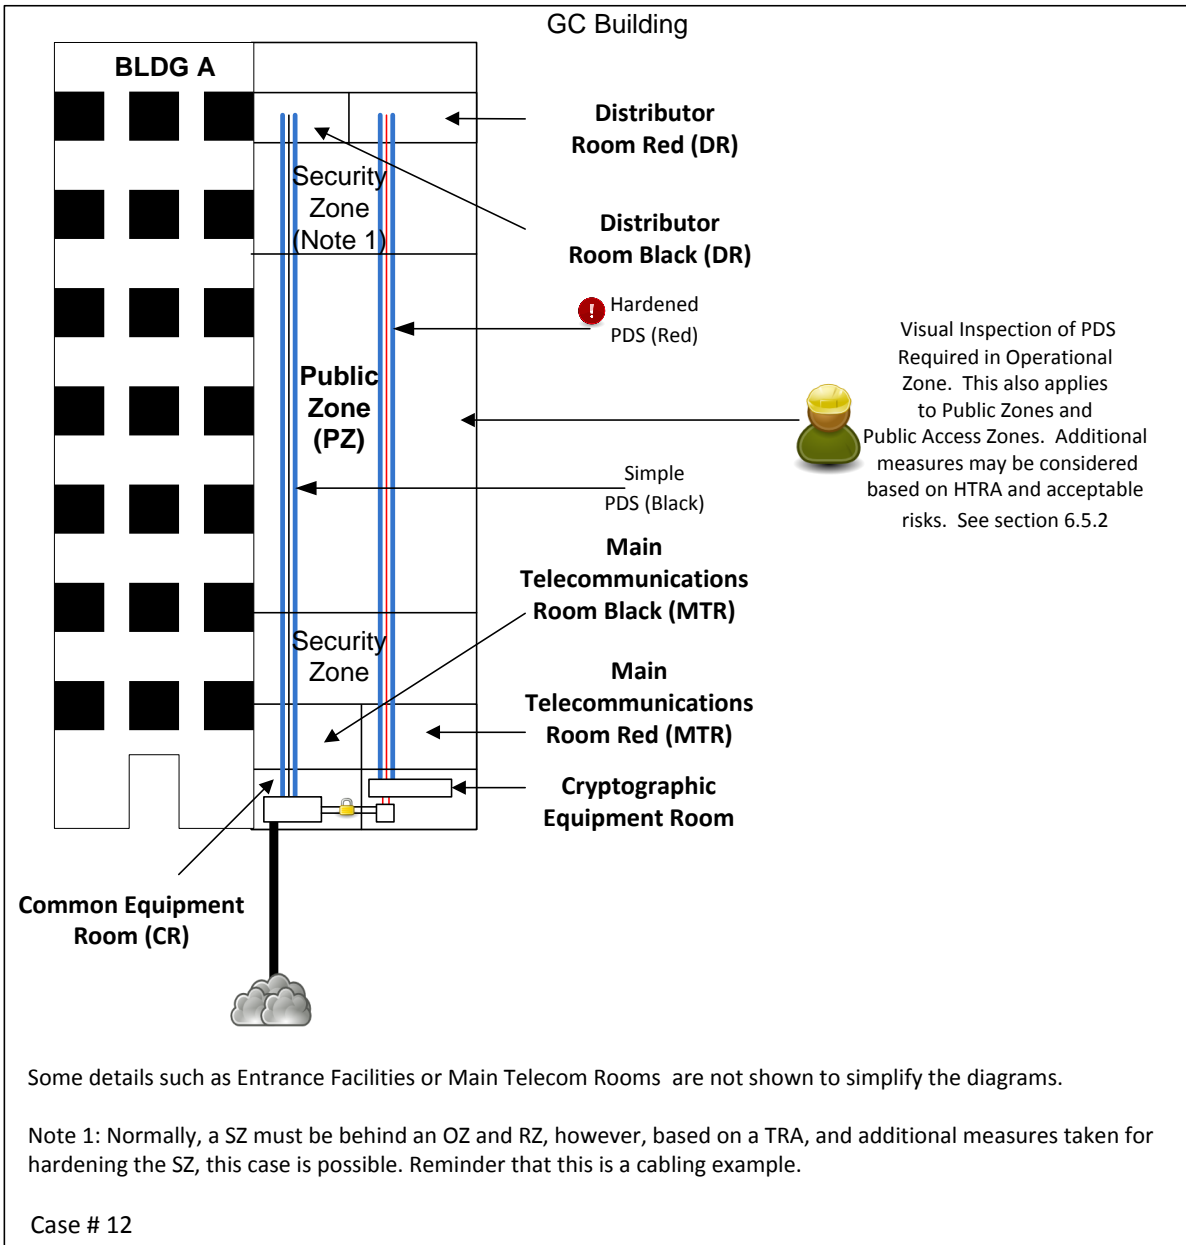 GC Building
BLDG A
Distributor
Room Red (DR)
Security
Zone
(Note 1)
Distributor
Room Black (DR)
! Hardened
PDS (Red)
Public
Zone
(PZ)
Visual Inspection of PDS
Required in Operational
Zone.  This also applies
to Public Zones and
Public Access Zones.  Additional
measures may be considered
based on HTRA and acceptable
risks.  See section 6.5.2
Simple
PDS (Black)
Main
Telecommunications
Room Black (MTR)
Security
Zone
Main
Telecommunications
Room Red (MTR)
Cryptographic
Equipment Room
Common Equipment
Room (CR)
Some details such as Entrance Facilities or Main Telecom Rooms  are not shown to simplify the diagrams.
Note 1: Normally, a SZ must be behind an OZ and RZ, however, based on a TRA, and additional measures taken for
hardening the SZ, this case is possible. Reminder that this is a cabling example.
Case # 12